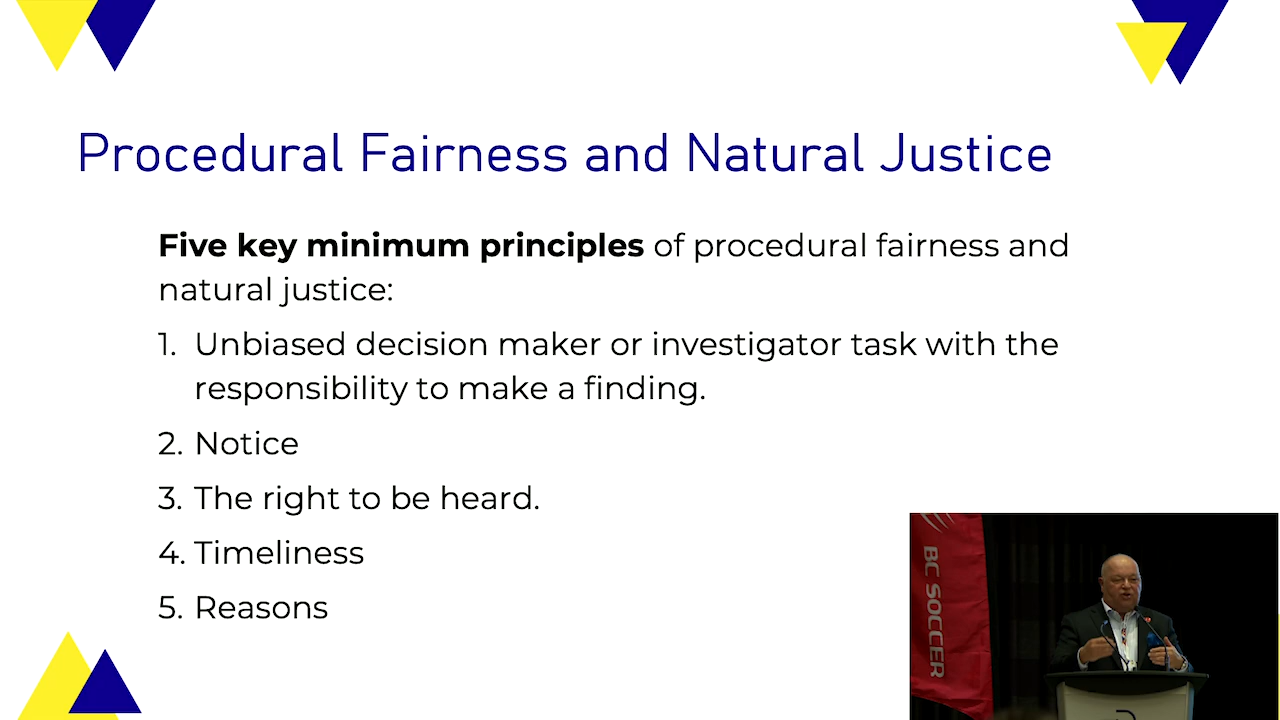 Procedural Fairness and Natural Justice
Five key minimum principles of procedural fairness and
natural justice:
1. Unbiased decision maker or investigator task with the
responsibility to make a finding.
2. Notice
3. The right to be heard.
4. Timeliness
5. Reasons
BC SOCCER